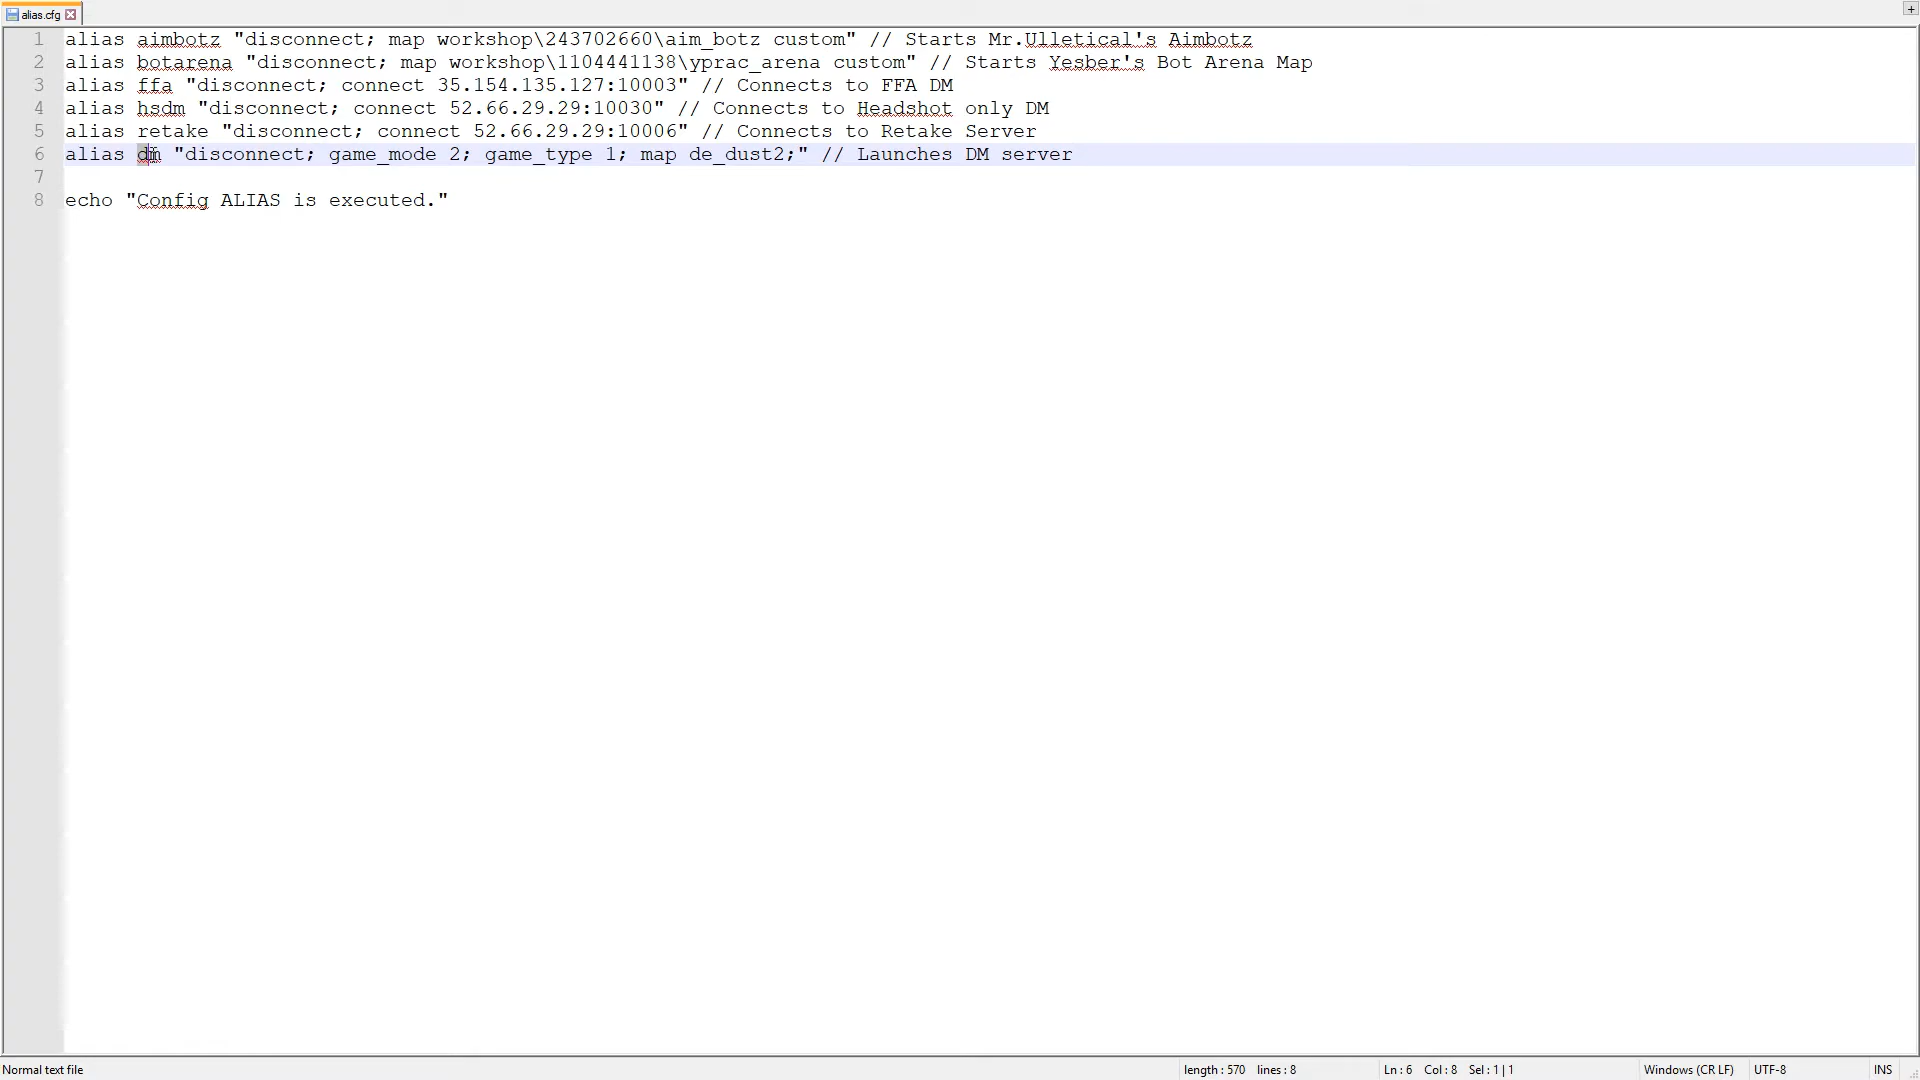 alias.cfg
1 alias aimbotz "disconnect; map workshop\243702660\aim_botz custom" // Starts Mr.Ulletical's Aimbotz
2 alias botarena "disconnect; map workshop\1104441138\yprac_arena custom" // Starts Yesber's Bot Arena Map
3 alias ffa "disconnect; connect 35.154.135.127:10003" // Connects to FFA DM
4 alias hsdm "disconnect; connect 52.66.29.29:10030" // Connects to Headshot only DM
5 alias retake "disconnect; connect 52.66.29.29:10006" // Connects to Retake Server
6 alias dm "disconnect; game_mode 2; game_type 1; map de_dust2;" // Launches DM server
7
8 echo "Config ALIAS is executed."
Normal text file length : 570 lines : 8 Ln : 6 Col : 8 Sel : 1 | 1 Windows (CR LF) UTF-8 INS